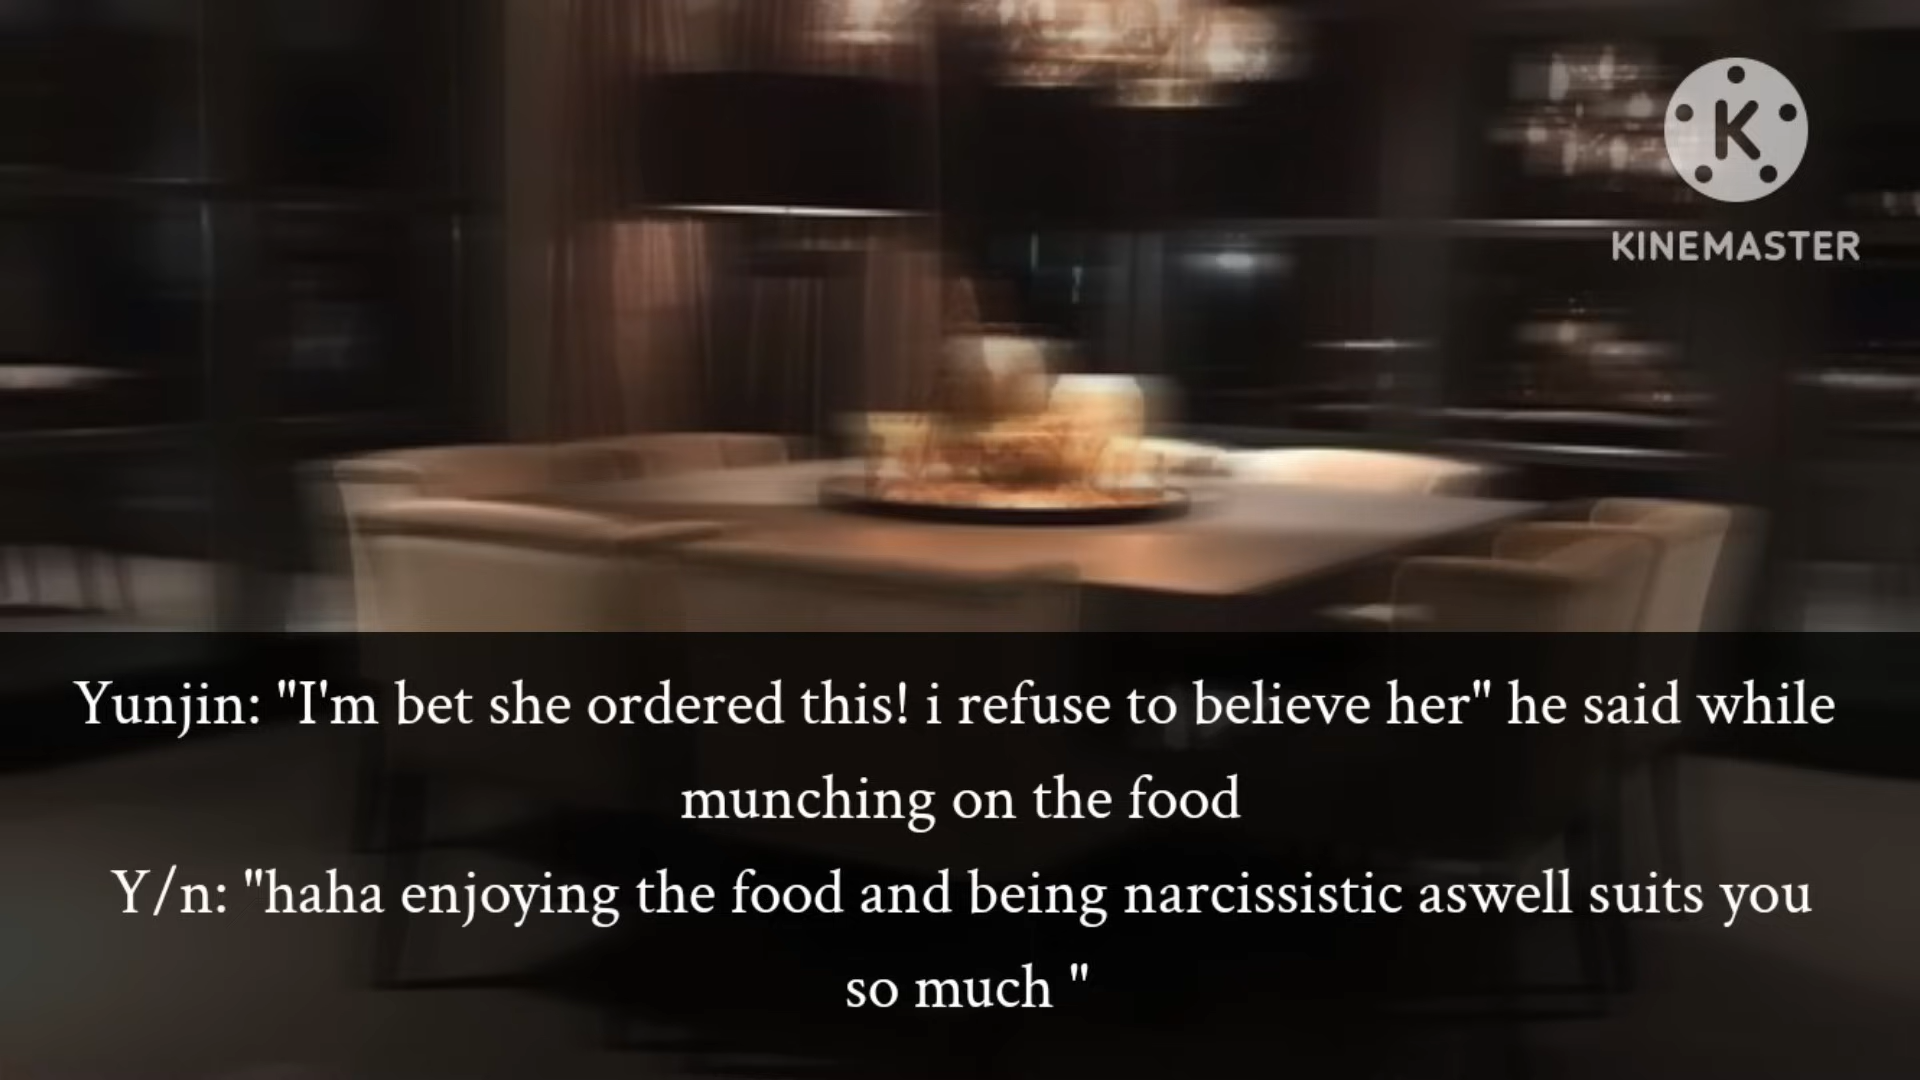 K
KINEMASTER
Yunjin: "I'm bet she ordered this! i refuse to believe her" he said while
munching on the food
Y/n: "haha enjoying the food and being narcissistic aswell suits you
so much "